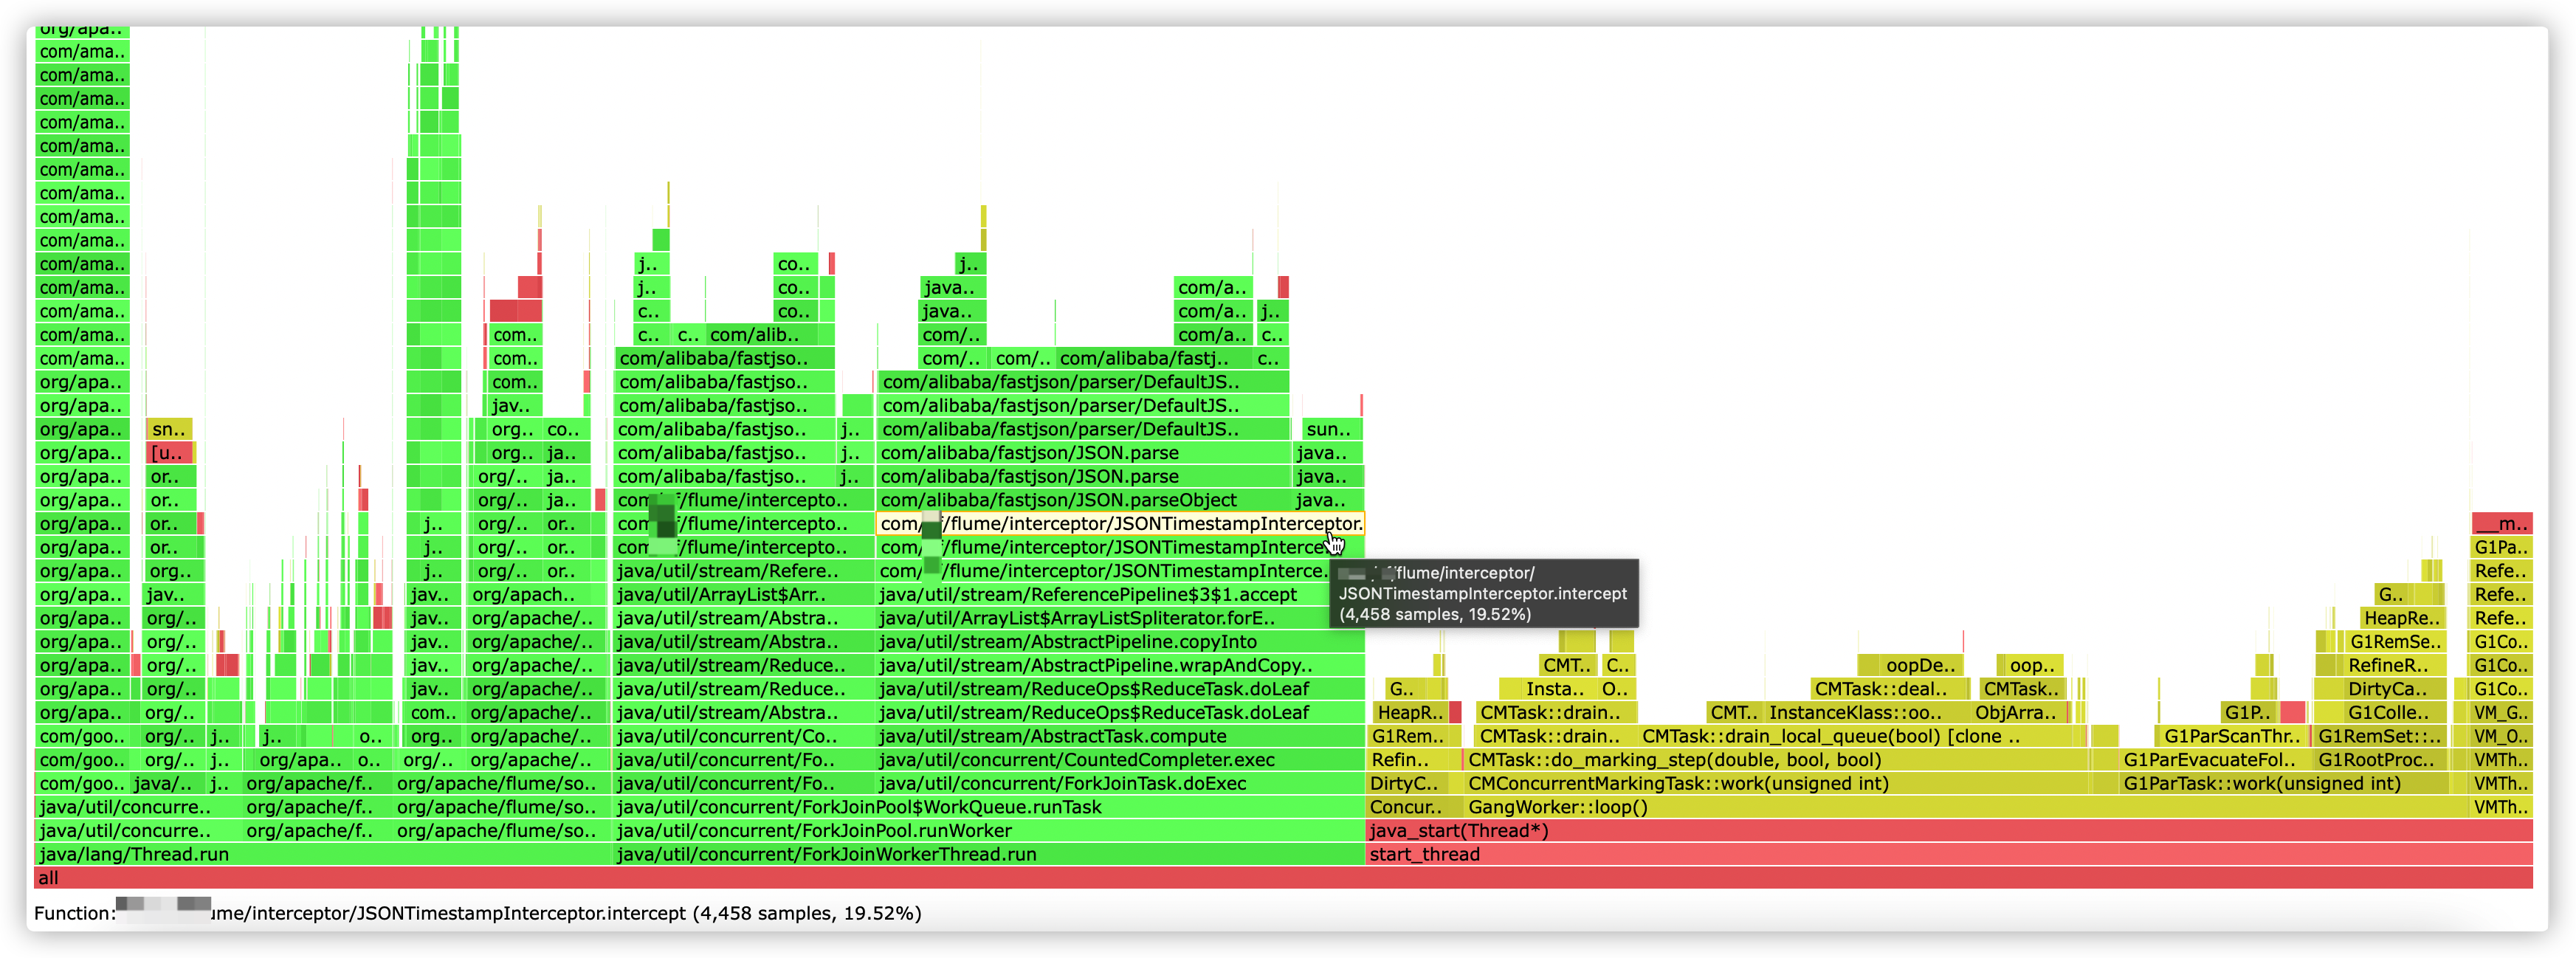 org/apa.. 
com/ama..
com/ama..
com/ama..
com/ama..
com/ama..
com/ama..
com/ama..
com/ama..
com/ama.. j.. co.. j..
com/ama.. j.. co.. java.. com/a..
com/ama.. c.. co.. java.. com/a.. j..
com/ama.. com.. c.. c.. com/alib.. com/.. com/a.. c..
com/ama.. com.. com/alibaba/fastjso.. com/.. com/.. com/alibaba/fastj.. c..
org/apa.. com.. com/alibaba/fastjso.. com/alibaba/fastjson/parser/DefaultJS..
org/apa.. jav.. com/alibaba/fastjso.. com/alibaba/fastjson/parser/DefaultJS..
org/apa.. sn.. org.. co.. com/alibaba/fastjso.. j.. com/alibaba/fastjson/parser/DefaultJS.. sun..
org/apa.. [u.. org.. ja.. com/alibaba/fastjso.. j.. com/alibaba/fastjson/JSON.parse java..
org/apa.. or.. org/.. ja.. com/alibaba/fastjso.. j.. com/alibaba/fastjson/JSON.parse java..
org/apa.. or.. org/.. ja.. com f/flume/intercepto.. com/alibaba/fastjson/JSON.parseObject java..
org/apa.. or.. j.. org/.. or.. com f/flume/intercepto.. com/ /flume/interceptor/JSONTimestampInterceptor.
org/apa.. or.. j.. org/.. or.. com f/flume/intercepto.. com/ /flume/interceptor/JSONTimestampInterce.. G1Pa.. __m..
org/apa.. org.. j.. org/.. or.. java/util/stream/Refere.. com/ /flume/interceptor/JSONTimestampInterce.. Refe..
org/apa.. jav.. jav.. org/apach.. java/util/ArrayList$Arr.. java/util/stream/ReferencePipeline$3$1.accept G.. Refe..
/flume/interceptor/
JSONTimestampInterceptor.intercept
(4,458 samples, 19.52%)
org/apa.. org/.. jav.. org/apache/.. java/util/stream/Abstra.. java/util/ArrayList$ArrayListSpliterator.forE.. HeapRe.. Refe..
org/apa.. org/.. jav.. org/apache/.. java/util/stream/Abstra.. java/util/stream/AbstractPipeline.copyInto G1RemSe.. G1Co..
org/apa.. org/.. jav.. org/apache/.. java/util/stream/Reduce.. java/util/stream/AbstractPipeline.wrapAndCopy.. CMT.. C.. oopDe.. oop.. RefineR.. G1Co..
org/apa.. org/.. jav.. org/apache/.. java/util/stream/Reduce.. java/util/stream/ReduceOps$ReduceTask.doLeaf G.. Insta.. O.. CMTask::deal.. CMTask.. DirtyCa.. G1Co..
org/apa.. org/.. com.. org/apache/.. java/util/stream/Abstra.. java/util/stream/ReduceOps$ReduceTask.doLeaf HeapR.. CMTask::drain.. CMT.. InstanceKlass::oo.. ObjArra.. G1P.. G1Colle.. VM_G..
com/goo.. org/.. j.. j.. o.. org.. org/apache/.. java/util/concurrent/Co.. java/util/stream/AbstractTask.compute G1Rem.. CMTask::drain.. CMTask::drain_local_queue(bool) [clone .. G1ParScanThr.. G1RemSet::.. VM_O..
com/goo.. org/.. j.. org/apa.. o.. org/.. org/apache/.. java/util/concurrent/Fo.. java/util/concurrent/CountedCompleter.exec Refin.. CMTask::do_marking_step(double, bool, bool) G1ParEvacuateFol.. G1RootProc.. VMTh..
com/goo.. java/.. j.. org/apache/f.. org/apache/flume/so.. java/util/concurrent/Fo.. java/util/concurrent/ForkJoinTask.doExec DirtyC.. CMConcurrentMarkingTask::work(unsigned int) G1ParTask::work(unsigned int) VMTh..
java/util/concurre.. org/apache/f.. org/apache/flume/so.. java/util/concurrent/ForkJoinPool$WorkQueue.runTask Concur.. GangWorker::loop() VMTh..
java/util/concurre.. org/apache/f.. org/apache/flume/so.. java/util/concurrent/ForkJoinPool.runWorker java_start(Thread*)
java/lang/Thread.run java/util/concurrent/ForkJoinWorkerThread.run start_thread
all
Function: ume/interceptor/JSONTimestampInterceptor.intercept (4,458 samples, 19.52%)